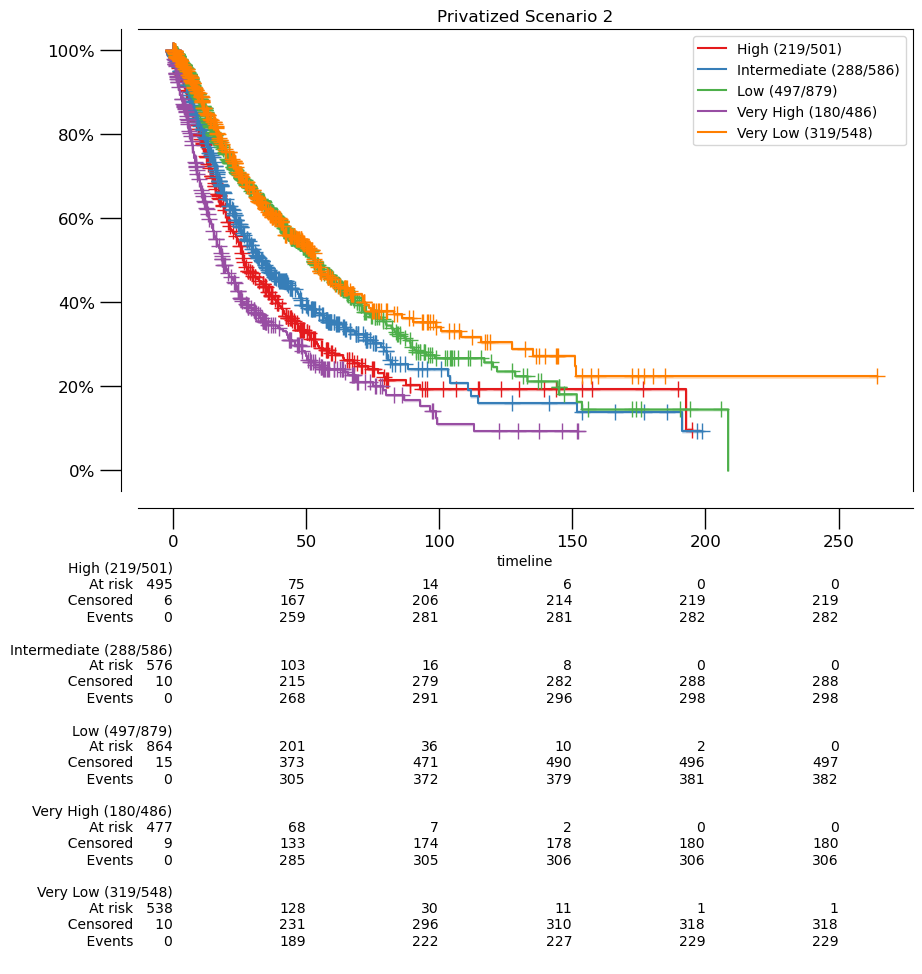 Privatized Scenario 2
100%
80%
60%
40%
20%
0%
High (219/501)
Intermediate (288/586)
Low (497/879)
Very High (180/486)
Very Low (319/548)
0 50 100 150 200 250
timeline
High (219/501)
At risk 495 75 14 6 0 0
Censored 6 167 206 214 219 219
Events 0 259 281 281 282 282
Intermediate (288/586)
At risk 576 103 16 8 0 0
Censored 10 215 279 282 288 288
Events 0 268 291 296 298 298
Low (497/879)
At risk 864 201 36 10 2 0
Censored 15 373 471 490 496 497
Events 0 305 372 379 381 382
Very High (180/486)
At risk 477 68 7 2 0 0
Censored 9 133 174 178 180 180
Events 0 285 305 306 306 306
Very Low (319/548)
At risk 538 128 30 11 1 1
Censored 10 231 296 310 318 318
Events 0 189 222 227 229 229